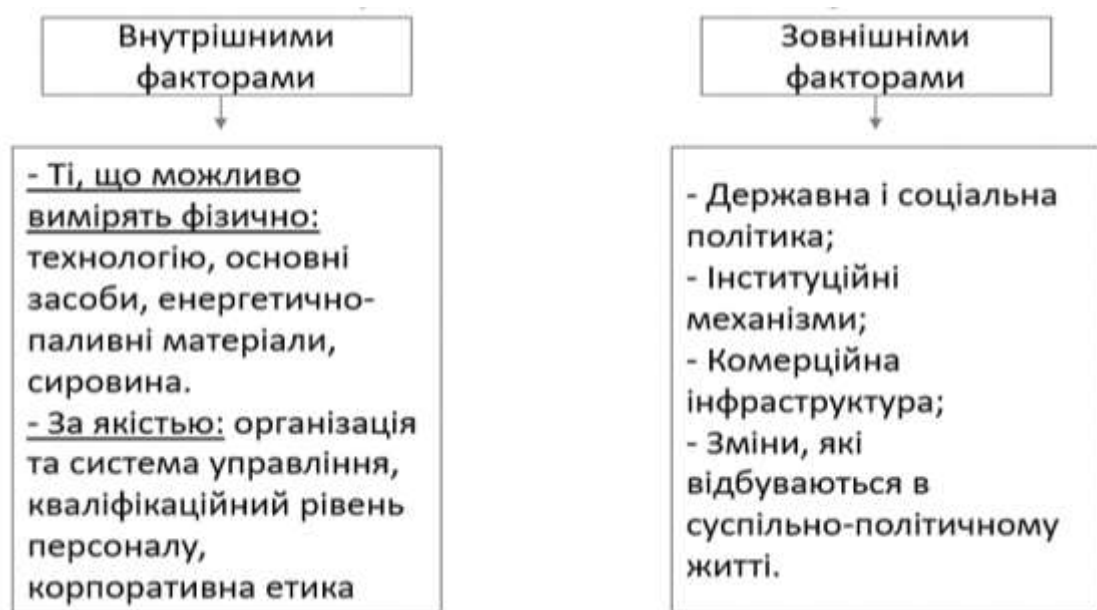 Внутрішними
факторами
- Ті, що можливо
вимірять фізично:
технологію, основні
засоби, енергетично-
паливні матеріали,
сировина.
- За якістю: організація
та система управління,
кваліфікаційний рівень
персоналу,
корпоративна етика
Зовнішніми
факторами
- Державна і соціальна
політика;
- Інституційні
механізми;
- Комерційна
інфраструктура;
- Зміни, які
відбуваються в
суспільно-політичному
житті.